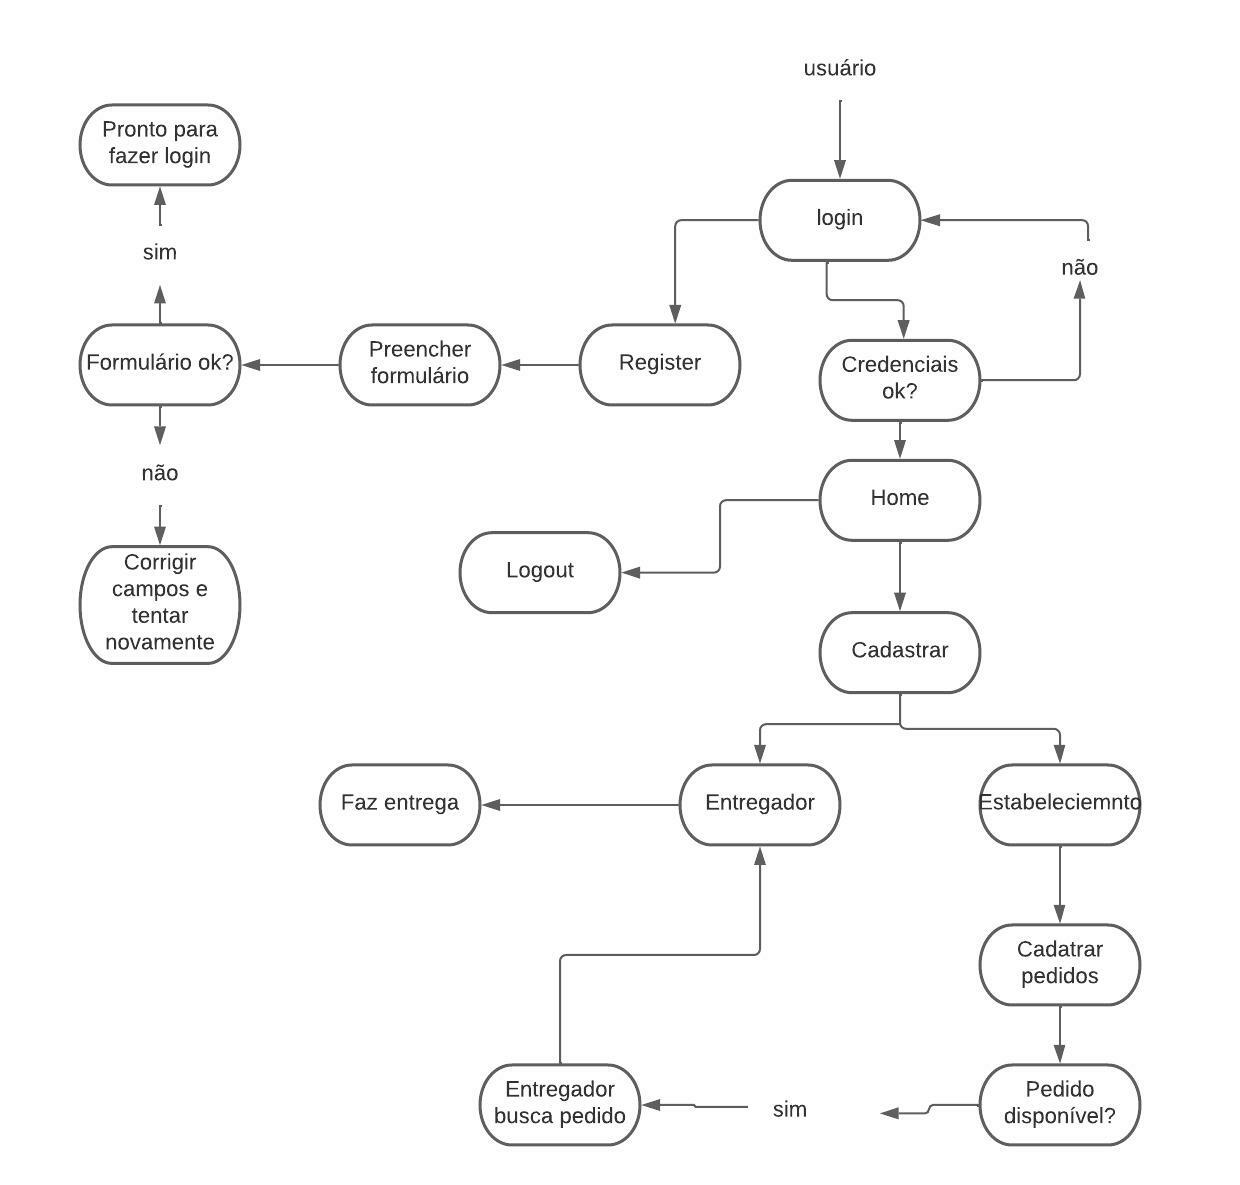 usuário
Pronto para
fazer login
login
sim
não
Formulário ok?
Preencher
formulário
Register
Credenciais
ok?
não
Home
Logout
Corrigir
campos e
tentar
novamente
Cadastrar
Faz entrega
Entregador
Estabeleciemnto
Cadatrar
pedidos
Entregador
busca pedido
sim
Pedido
disponível?